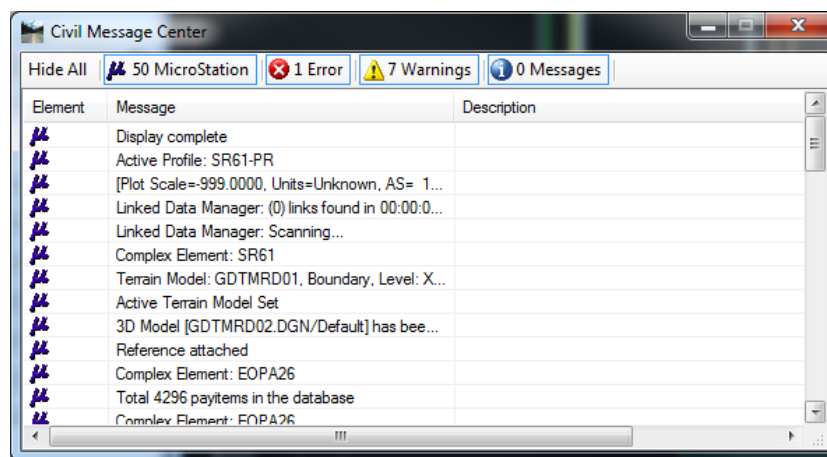 Civil Message Center
Hide All µ 50 MicroStation 1 Error 7 Warnings 0 Messages
Element Message Description
µ Display complete
µ Active Profile: SR61-PR
µ [Plot Scale=-999.0000, Units=Unknown, AS= 1...
µ Linked Data Manager: (0) links found in 00:00:0...
µ Linked Data Manager: Scanning...
µ Complex Element: SR61
µ Terrain Model: GDTMRD01, Boundary, Level: X...
µ Active Terrain Model Set
µ 3D Model [GDTMRD02.DGN/Default] has bee...
µ Reference attached
µ Complex Element: EOPA26
µ Total 4296 payitems in the database
µ Complex Element: EOPA26